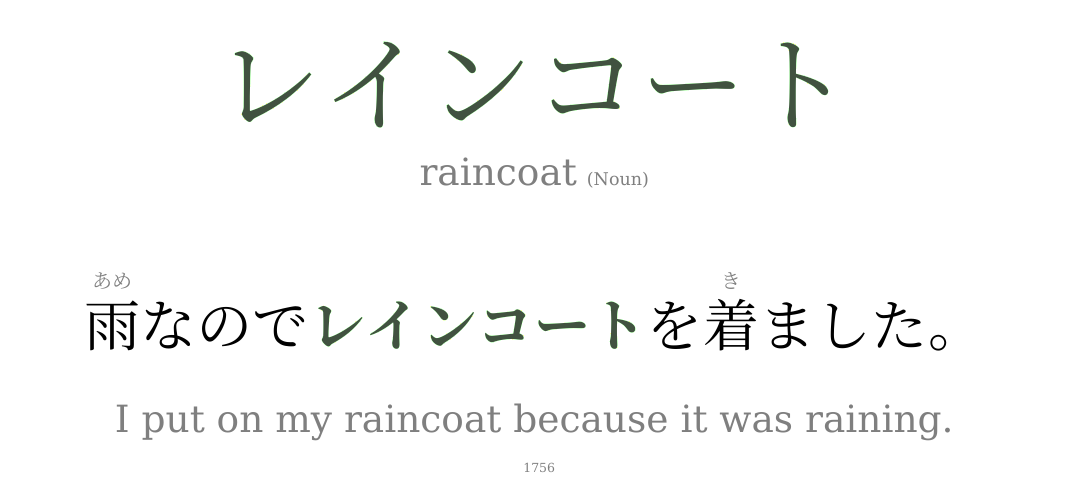 レインコート
raincoat (Noun)
あめ き
雨なのでレインコートを着ました。
I put on my raincoat because it was raining.
1756